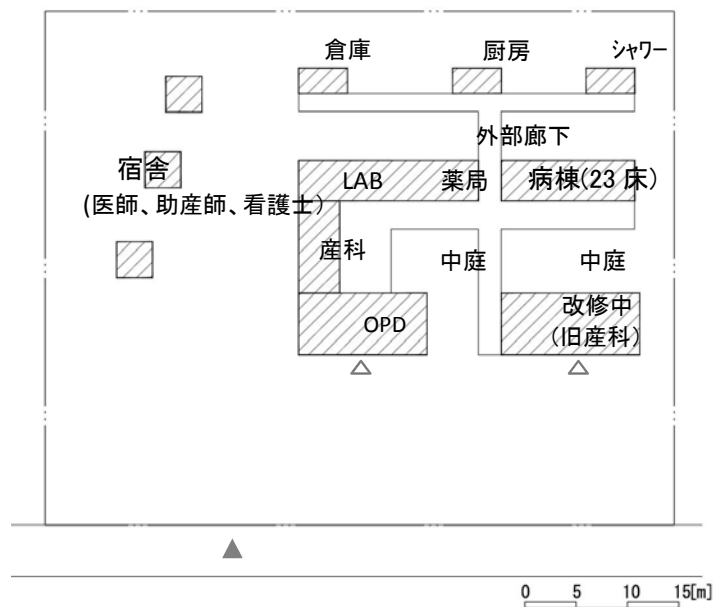 倉庫
厨房
シャワー
外部廊下
宿舎
(医師、助産師、看護士)
LAB
薬局
病棟(23 床)
産科
中庭
中庭
OPD
改修中
(旧産科)
0 5 10 15[m]